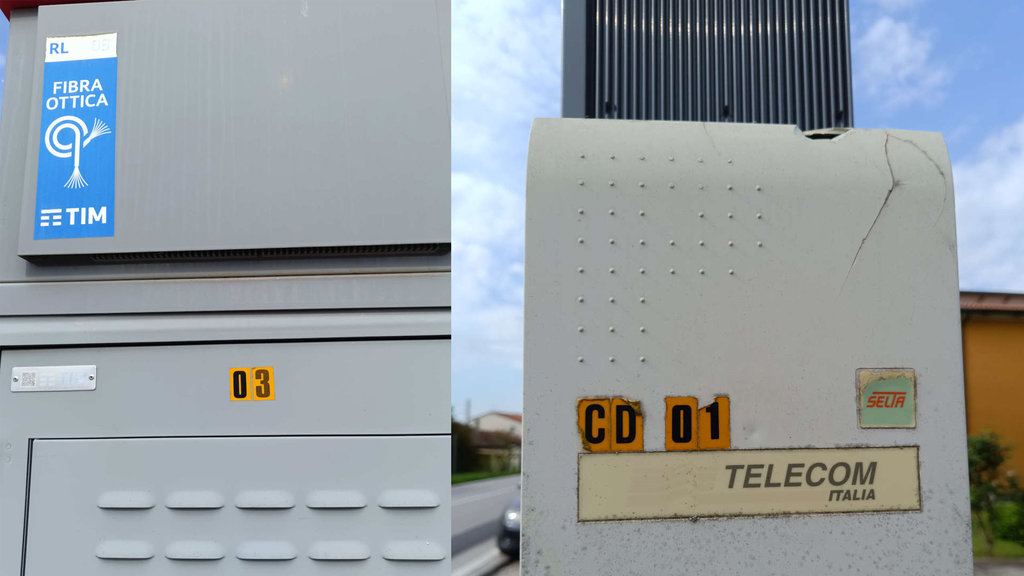 RL
FIBRA
OTTICA
TIM
03
CD 01
SELTA
TELECOM
ITALIA